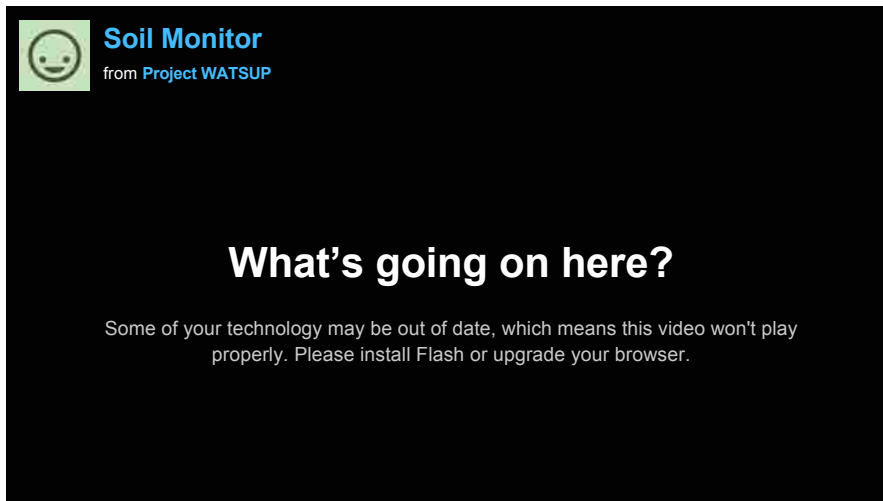 Soil Monitor
from Project WATSUP
What’s going on here?
Some of your technology may be out of date, which means this video won't play
properly. Please install Flash or upgrade your browser.